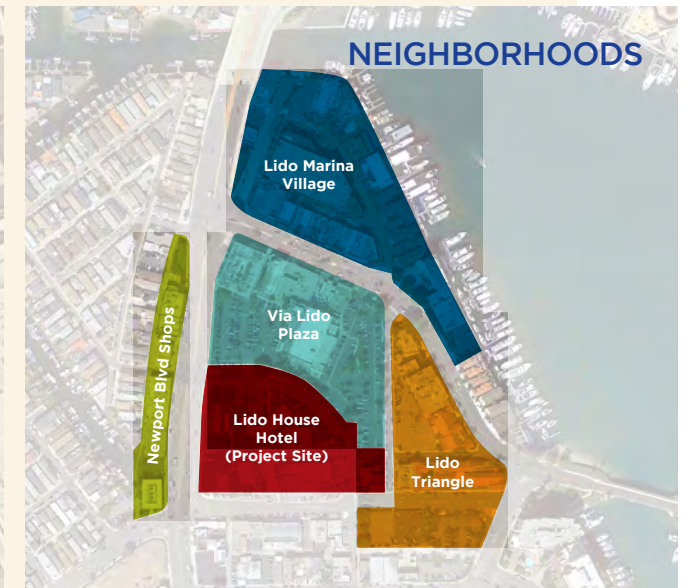 NEIGHBORHOODS
Lido Marina
Village
Via Lido
Plaza
Newport Blvd Shops
Lido House
Hotel
(Project Site)
Lido
Triangle